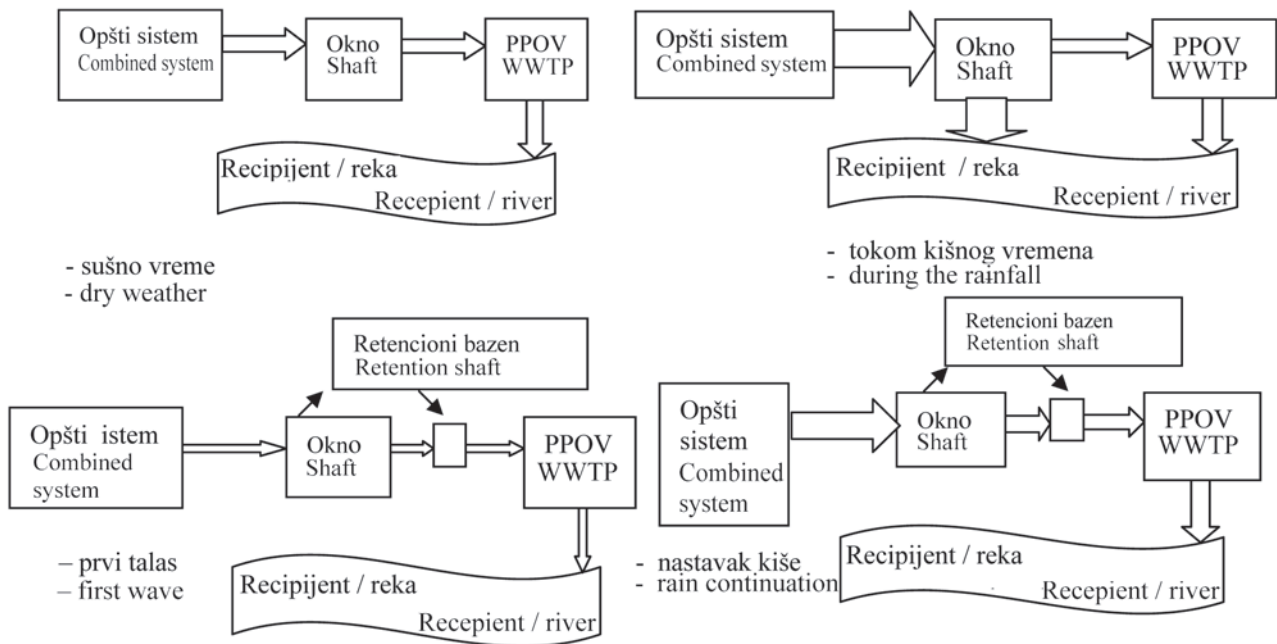 Opšti sistem
Combined system
Okno
Shaft
PPOV
WWTP
Recipijent / reka
Recepient / river
- sušno vreme
- dry weather
Opšti sistem
Combined system
Okno
Shaft
PPOV
WWTP
Recipijent / reka
Recepient / river
- tokom kišnog vremena
- during the rainfall
Retencioni bazen
Retention shaft
Opšti istem
Combined
system
Okno
Shaft
PPOV
WWTP
– prvi talas
– first wave
Recipijent / reka
Recepient / river
Retencioni bazen
Retention shaft
Opšti
sistem
Combined
system
Okno
Shaft
PPOV
WWTP
- nastavak kiše
- rain continuation
Recipijent / reka
Recepient / river